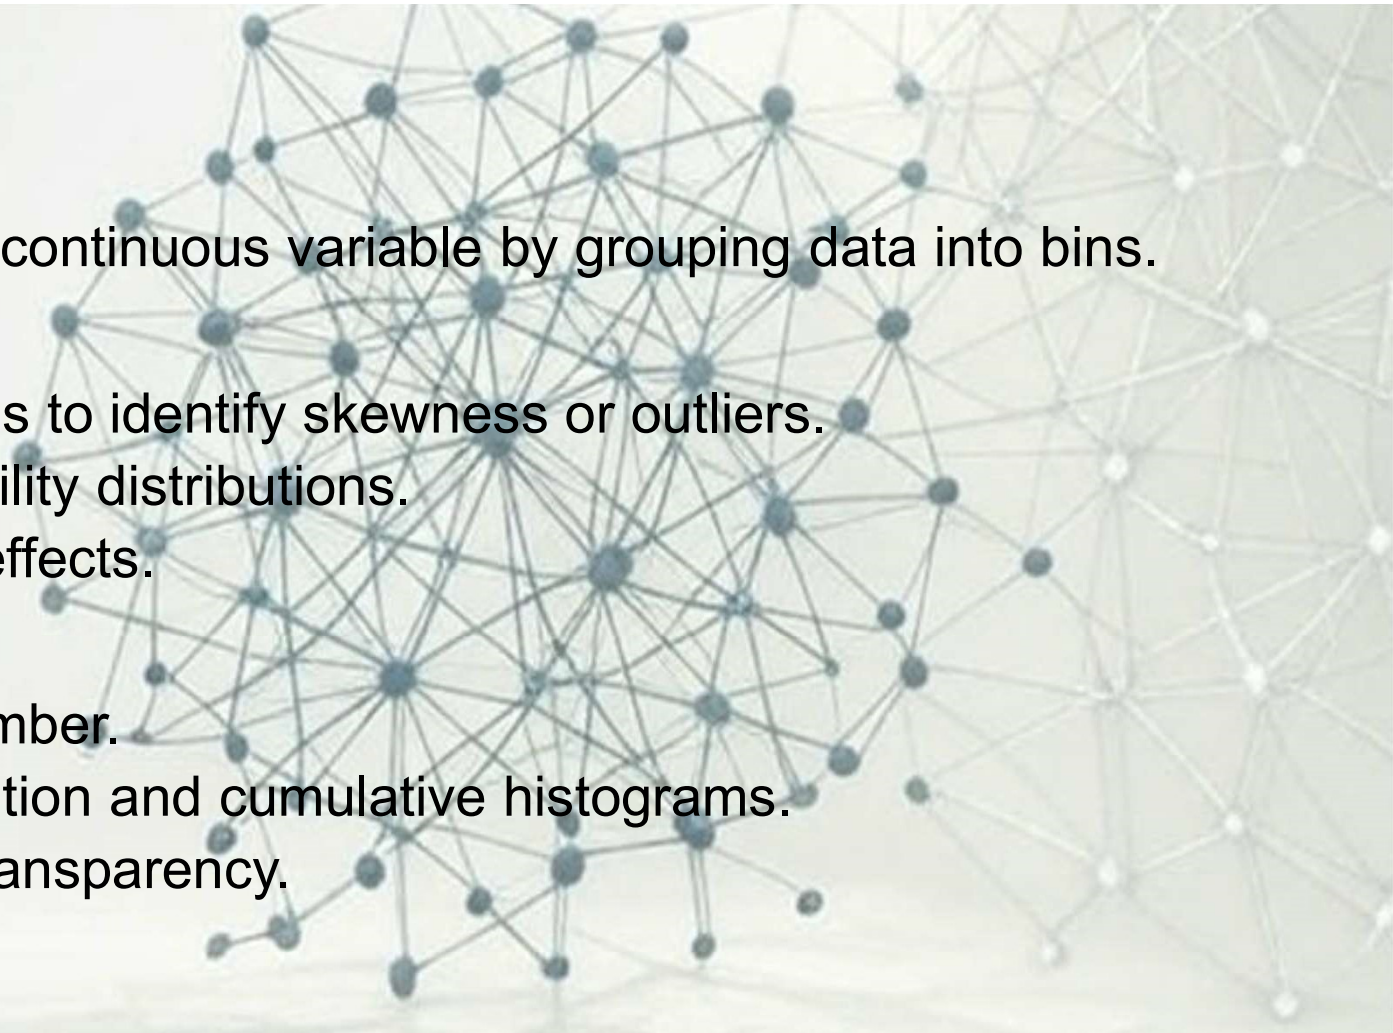 continuous variable by grouping data into bins.
s to identify skewness or outliers.
ility distributions.
effects.
mber.
tion and cumulative histograms.
ansparency.